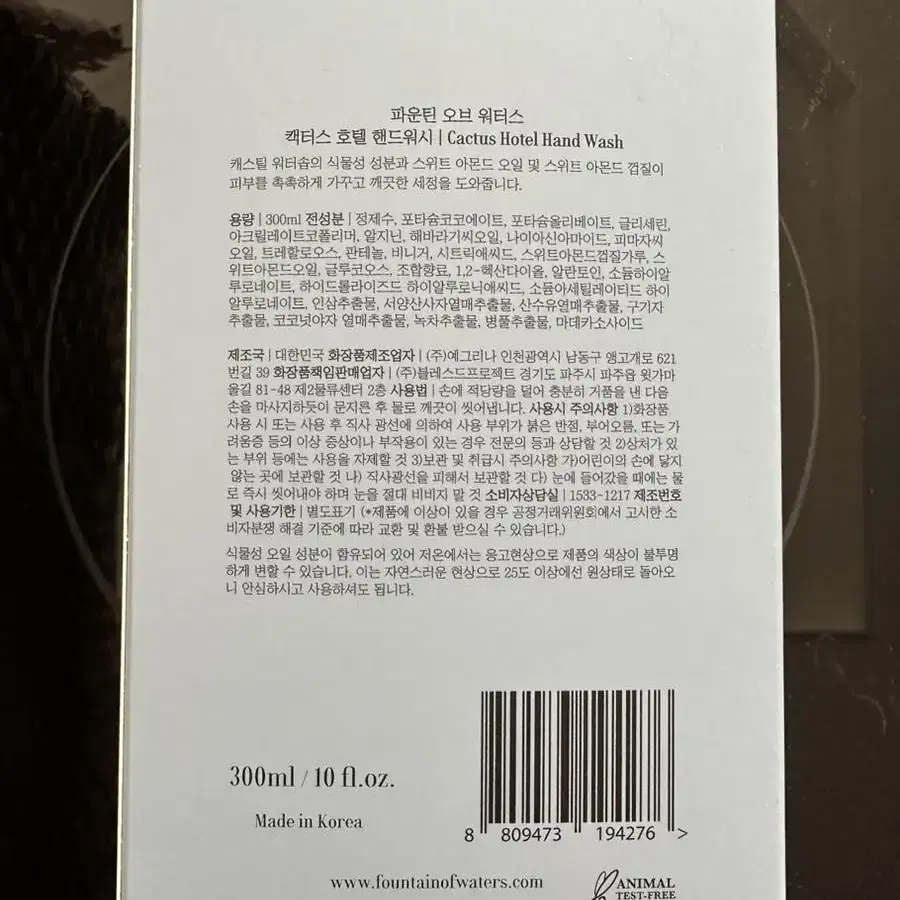 파운틴 오브 워터스
캑터스 호텔 핸드워시 | Cactus Hotel Hand Wash
캐스틸 워터솝의 식물성 성분과 스위트 아몬드 오일 및 스위트 아몬드 껍질이
피부를 촉촉하게 가꾸고 깨끗한 세정을 도와줍니다.
용량 | 300ml 전성분 | 정제수, 포타슘코코에이트, 포타슘올리베이트, 글리세린,
아크릴레이트코폴리머, 알지닌, 해바라기씨오일, 나이아신아마이드, 피마자씨
오일, 트레할로오스, 판테놀, 비니거, 시트릭애씨드, 스위트아몬드껍질가루, 스
위트아몬드오일, 글루코오스, 조합향료, 1,2-헥산다이올, 알란토인, 소듐하이알
루로네이트, 하이드롤라이즈드 하이알루로닉애씨드, 소듐아세틸레이티드 하이
알루로네이트, 인삼추출물, 서양산사자열매추출물, 산수유열매추출물, 구기자
추출물, 코코넛야자 열매추출물, 녹차추출물, 병풀추출물, 마데카소사이드
제조국 | 대한민국 화장품제조업자 | (주)예그리나 인천광역시 남동구 앵고개로 621
번길 39 화장품책임판매업자 | (주)블레스드프로젝트 경기도 파주시 파주읍 윗가마
울길 81-48 제2물류센터 2층 사용법 | 손에 적당량을 덜어 충분히 거품을 낸 다음
손을 마사지하듯이 문지른 후 물로 깨끗이 씻어냅니다. 사용시 주의사항 1)화장품
사용 시 또는 사용 후 직사 광선에 의하여 사용 부위가 붉은 반점, 부어오름, 또는 가
려움증 등의 이상 증상이나 부작용이 있는 경우 전문의 등과 상담할 것 2)상처가 있
는 부위 등에는 사용을 자제할 것 3)보관 및 취급시 주의사항 가)어린이의 손에 닿지
않는 곳에 보관할 것 나) 직사광선을 피해서 보관할 것 다) 눈에 들어갔을 때에는 물
로 즉시 씻어내야 하며 눈을 절대 비비지 말 것 소비자상담실 | 1533-1217 제조번호
및 사용기한 | 별도표기 (*제품에 이상이 있을 경우 공정거래위원회에서 고시한 소
비자분쟁 해결 기준에 따라 교환 및 환불 받으실 수 있습니다.)
식물성 오일 성분이 함유되어 있어 저온에서는 응고현상으로 제품의 색상이 불투명
하게 변할 수 있습니다. 이는 자연스러운 현상으로 25도 이상에선 원상태로 돌아오
니 안심하시고 사용하셔도 됩니다.
300ml / 10 fl.oz.
Made in Korea
8 809473 194276 >
www.fountainofwaters.com
ANIMAL
TEST-FREE